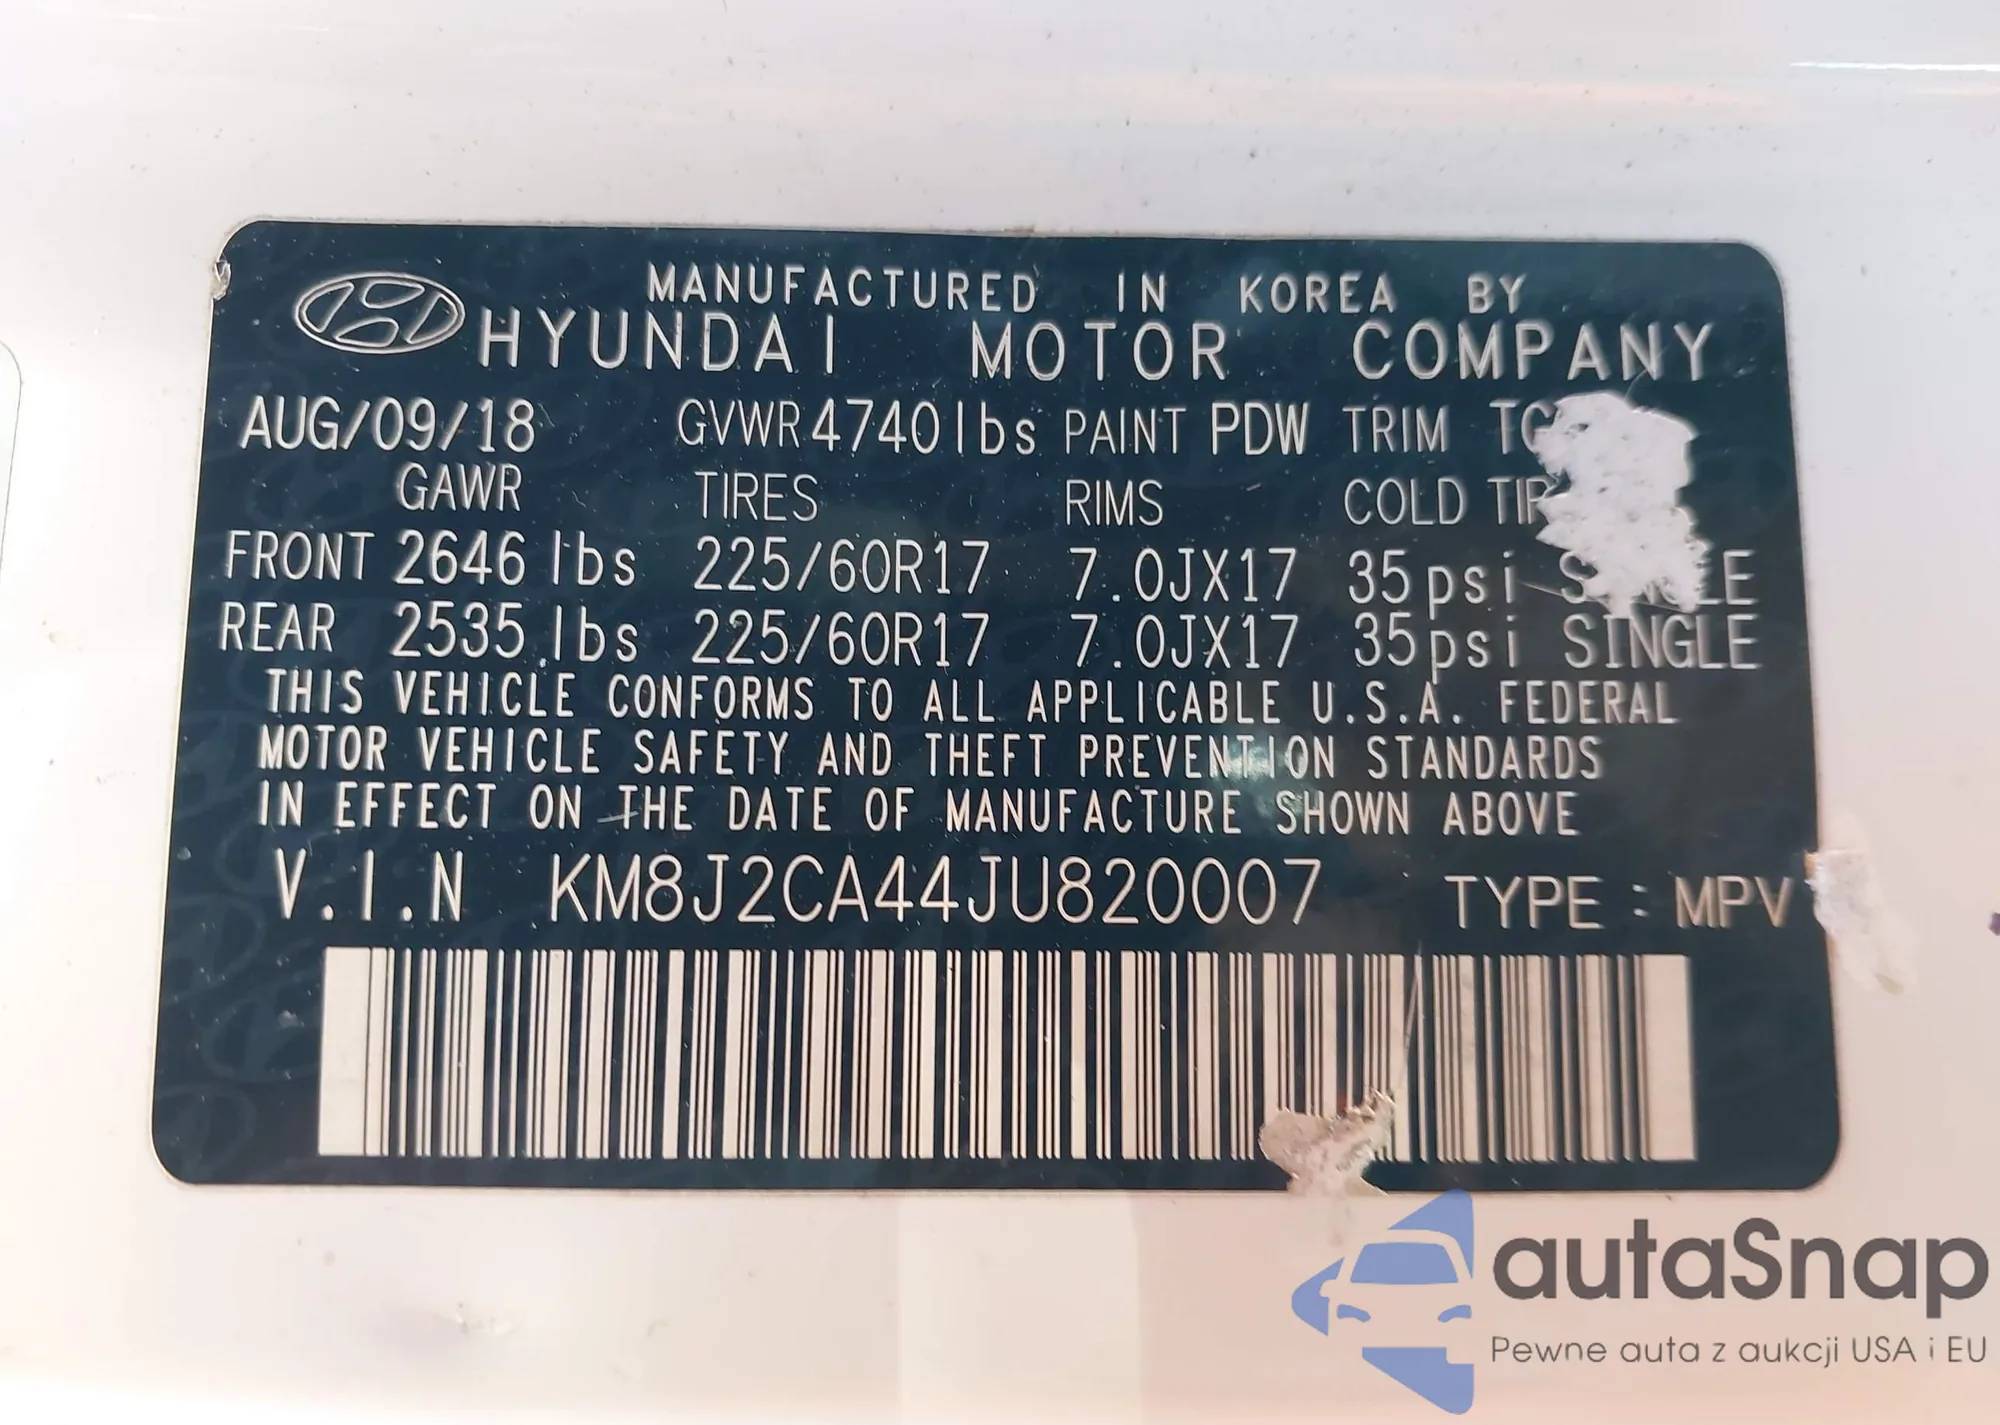 MANUFACTURED IN KOREA BY
HYUNDAI MOTOR COMPANY
AUG/09/18 GVWR 4740lbs PAINT PDW TRIM
GAWR TIRES RIMS COLD
FRONT 2646 lbs 225/60R17 7.0JX17 35psi
REAR 2535 lbs 225/60R17 7.0JX17 35psi SINGLE
THIS VEHICLE CONFORMS TO ALL APPLICABLE U.S.A. FEDERAL
MOTOR VEHICLE SAFETY AND THEFT PREVENTION STANDARDS
IN EFFECT ON THE DATE OF MANUFACTURE SHOWN ABOVE
V.I.N KM8J2CA44JU820007 TYPE : MPV
autaSnap
Pewne auta z aukcji USA i EU